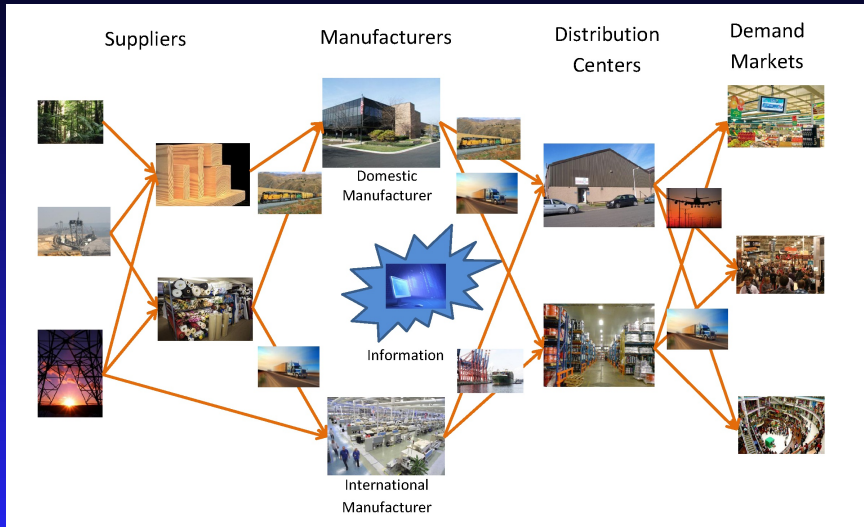 Suppliers
Manufacturers
Distribution
Centers
Demand
Markets
Domestic
Manufacturer
Information
International
Manufacturer